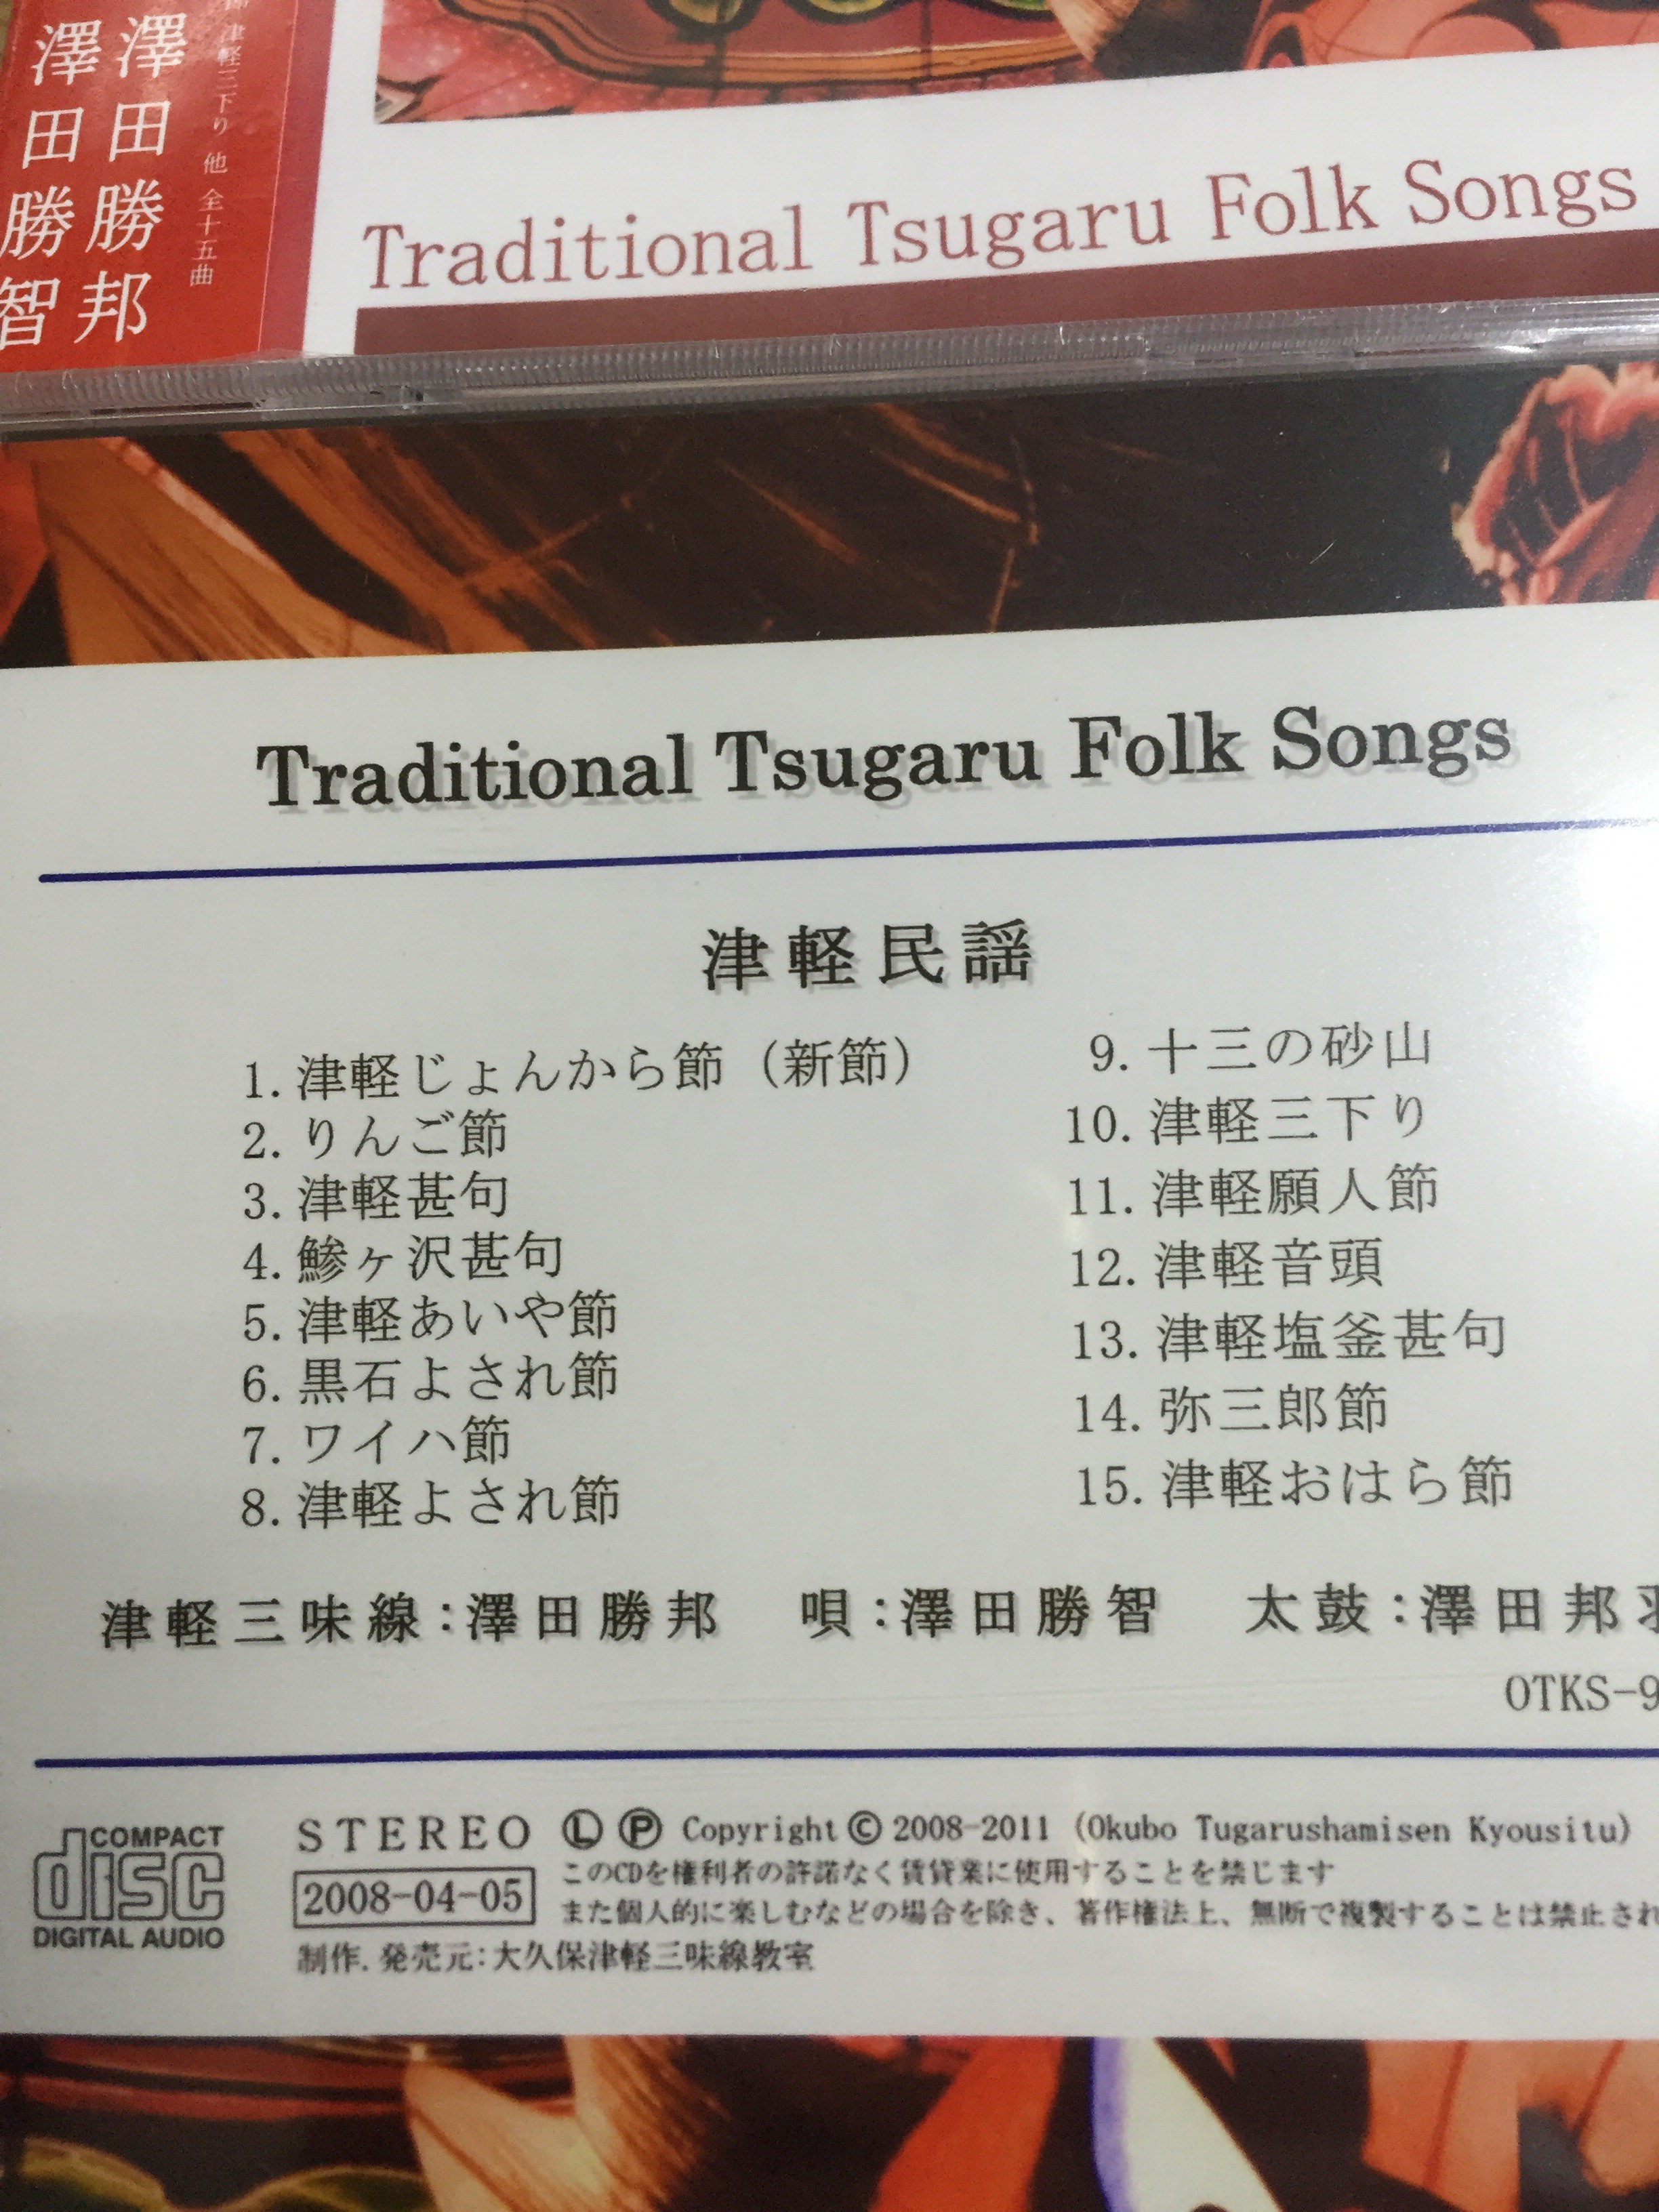 津軽三下り 他 全十五曲
澤田勝邦
澤田勝智
Traditional Tsugaru Folk Songs
Traditional Tsugaru Folk Songs
津軽民謡
1. 津軽じょんから節（新節）
2. りんご節
3. 津軽甚句
4. 鰺ヶ沢甚句
5. 津軽あいや節
6. 黒石よされ節
7. ワイハ節
8. 津軽よされ節
9. 十三の砂山
10. 津軽三下り
11. 津軽願人節
12. 津軽音頭
13. 津軽塩釜甚句
14. 弥三郎節
15. 津軽おはら節
津軽三味線：澤田勝邦 唄：澤田勝智 太鼓：澤田邦
OTKS-9
COMPACT
disc
DIGITAL AUDIO
STEREO Ⓛ Ⓟ Copyright © 2008-2011 (Okubo Tugarushamisen Kyousitu)
2008-04-05
このCDを権利者の許諾なく賃貸業に使用することを禁じます
また個人的に楽しむなどの場合を除き、著作権法上、無断で複製することは禁止され
制作．発売元：大久保津軽三味線教室